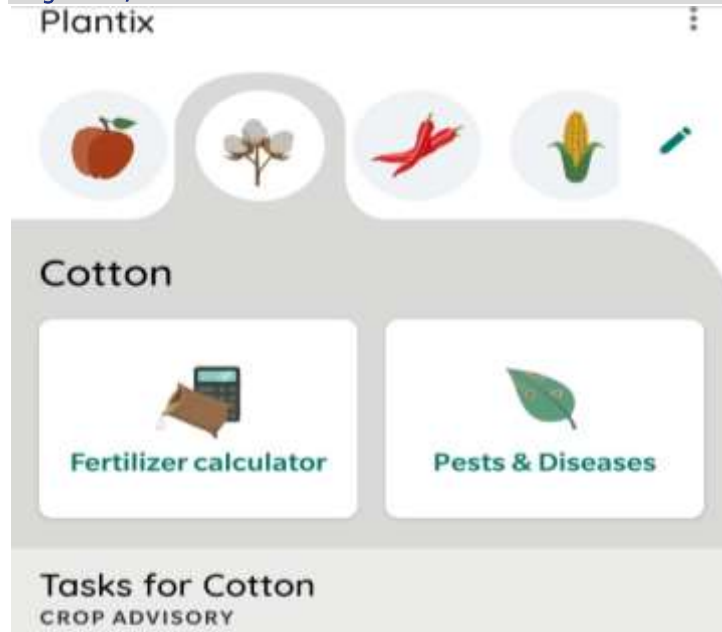 Plantix
Cotton
Fertilizer calculator
Pests & Diseases
Tasks for Cotton
CROP ADVISORY